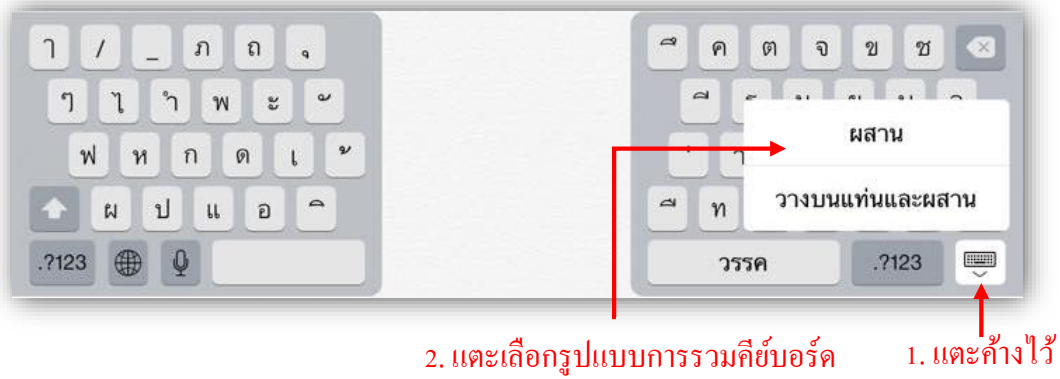 ๅ / _ ภ ถ ุ ึ ค ต จ ข ช
ๆ ไ ำ พ ะ ั ี
ฟ ห ก ด เ ้ ่ า
ผสาน
วางบนแท่นและผสาน
ผ ป แ อ ิ ื ท
.?123 วรรค .?123
2. แตะเลือกรูปแบบการรวมคีย์บอร์ด 1. แตะค้างไว้